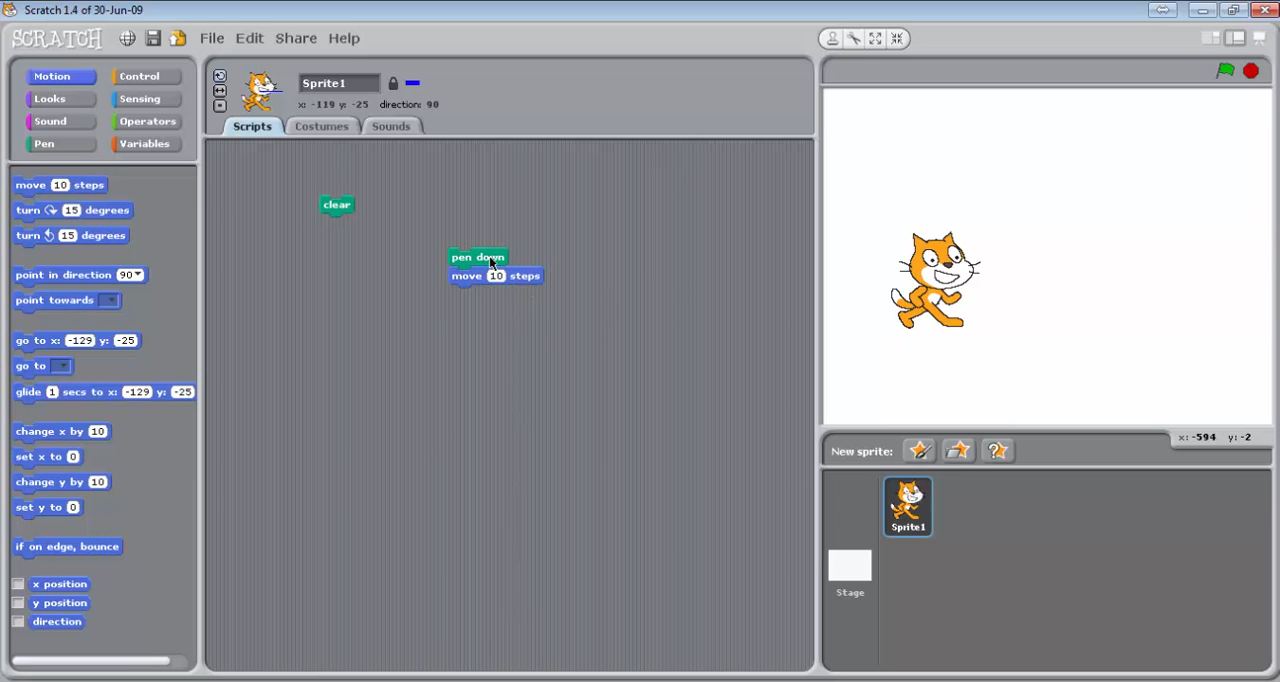 Scratch 1.4 of 30-Jun-09
SCRATCH File Edit Share Help
Motion Control
Looks Sensing
Sound Operators
Pen Variables
move 10 steps
turn 15 degrees
turn 15 degrees
point in direction 90
point towards
go to x: -129 y: -25
go to
glide 1 secs to x: -129 y: -25
change x by 10
set x to 0
change y by 10
set y to 0
if on edge, bounce
x position
y position
direction
Sprite1
x: -119 y: -25 direction: 90
Scripts Costumes Sounds
clear
pen down
move 10 steps
x: -594 y: -2
New sprite:
Sprite1
Stage